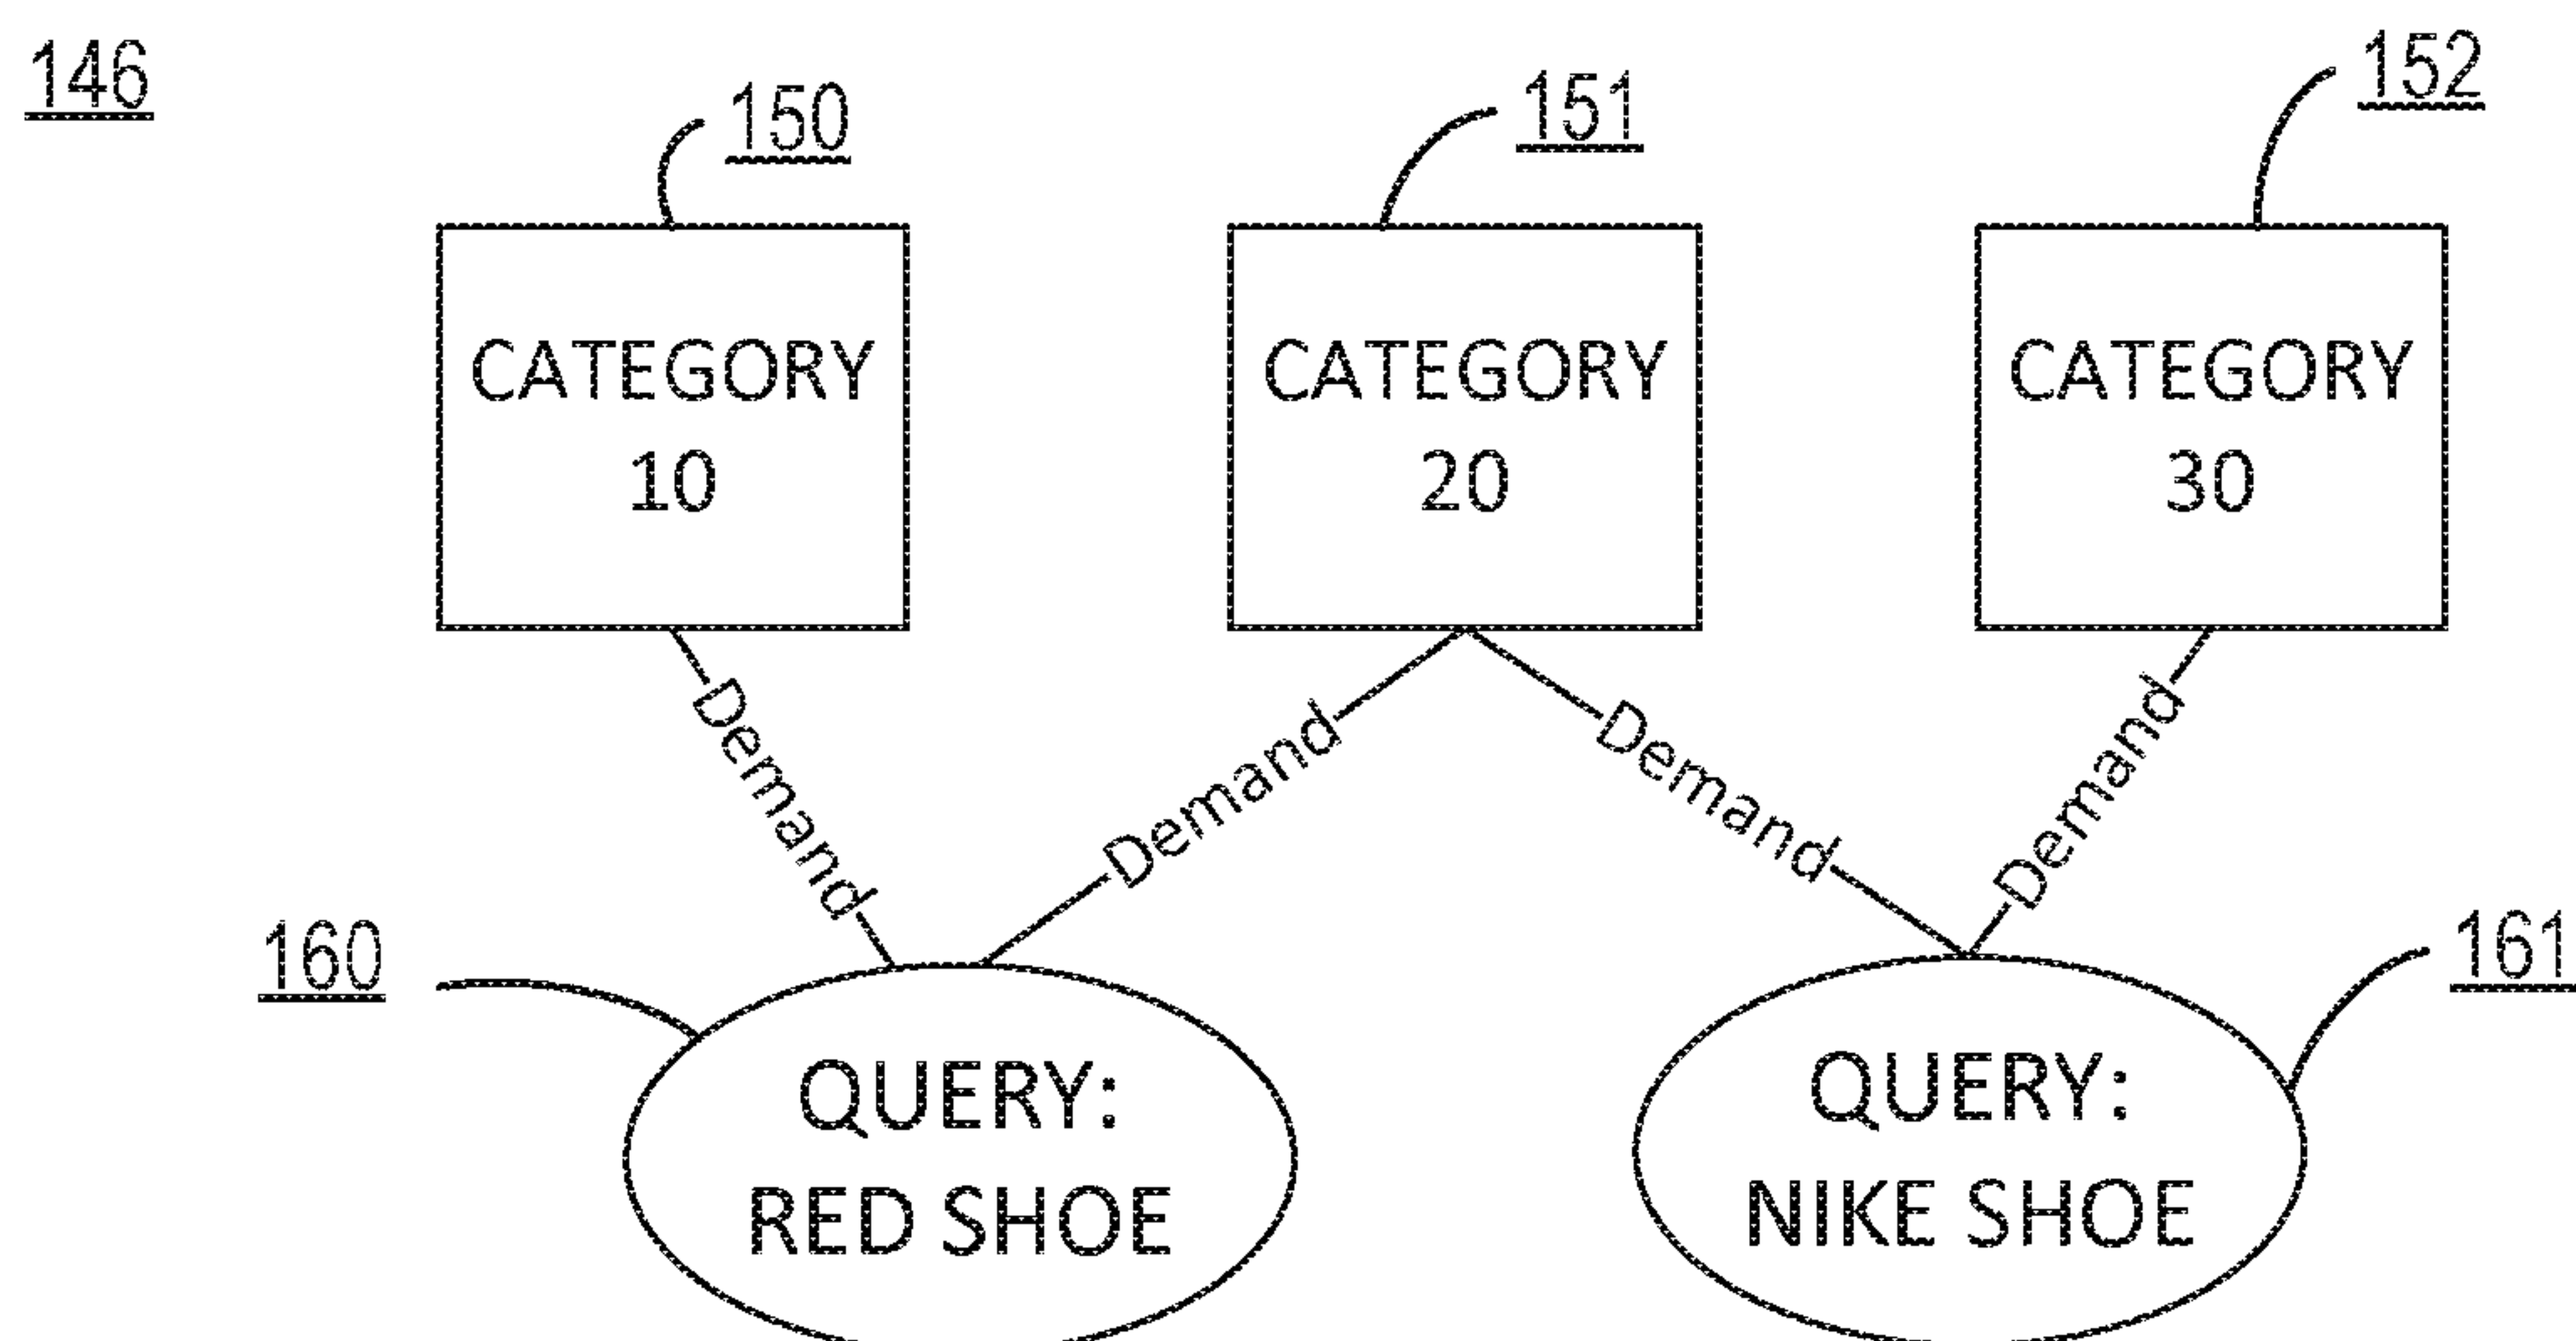 146
150
151
152
CATEGORY
10
CATEGORY
20
CATEGORY
30
Demand
Demand
Demand
Demand
160
161
QUERY:
RED SHOE
QUERY:
NIKE SHOE